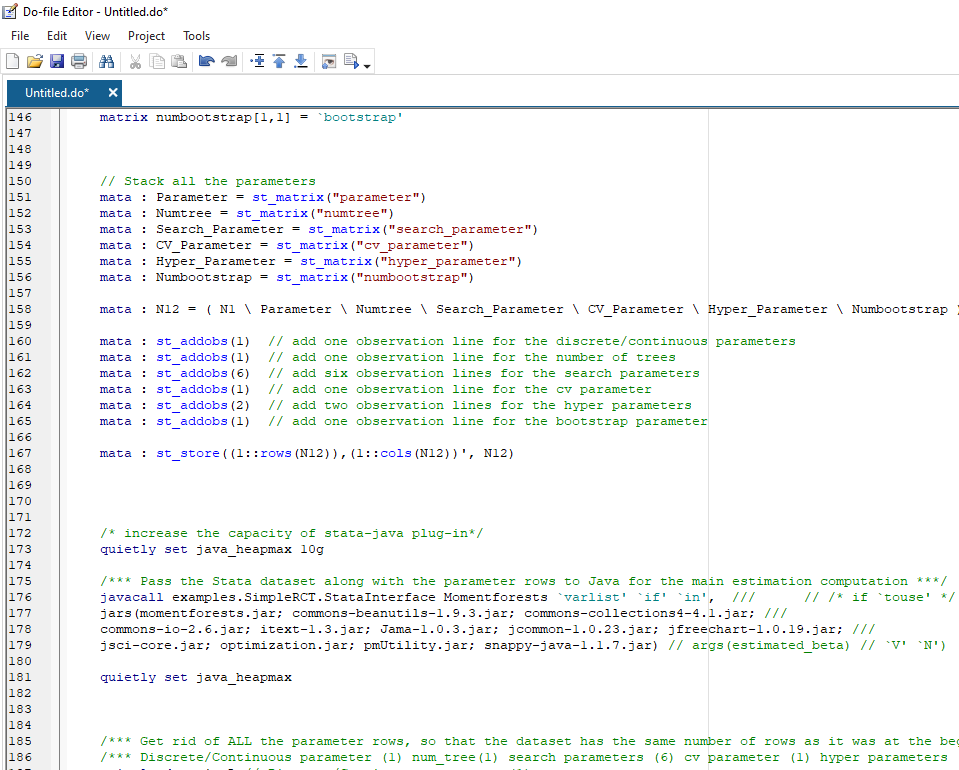 Do-file Editor - Untitled.do*
File Edit View Project Tools
Untitled.do* ×
146 matrix numbootstrap[1,1] = `bootstrap'
147
148
149
150 // Stack all the parameters
151 mata : Parameter = st_matrix("parameter")
152 mata : Numtree = st_matrix("numtree")
153 mata : Search_Parameter = st_matrix("search_parameter")
154 mata : CV_Parameter = st_matrix("cv_parameter")
155 mata : Hyper_Parameter = st_matrix("hyper_parameter")
156 mata : Numbootstrap = st_matrix("numbootstrap")
157
158 mata : N12 = ( N1 \ Parameter \ Numtree \ Search_Parameter \ CV_Parameter \ Hyper_Parameter \ Numbootstrap )
159
160 mata : st_addobs(1) // add one observation line for the discrete/continuous parameters
161 mata : st_addobs(1) // add one observation line for the number of trees
162 mata : st_addobs(6) // add six observation lines for the search parameters
163 mata : st_addobs(1) // add one observation line for the cv parameter
164 mata : st_addobs(2) // add two observation lines for the hyper parameters
165 mata : st_addobs(1) // add one observation line for the bootstrap parameter
166
167 mata : st_store((1::rows(N12)),(1::cols(N12))', N12)
168
169
170
171
172 /* increase the capacity of stata-java plug-in*/
173 quietly set java_heapmax 10g
174
175 /*** Pass the Stata dataset along with the parameter rows to Java for the main estimation computation ***/
176 javacall examples.SimpleRCT.StataInterface Momentforests `varlist' `if' `in', /// // /* if `touse' */
177 jars(momentforests.jar; commons-beanutils-1.9.3.jar; commons-collections4-4.1.jar; ///
178 commons-io-2.6.jar; itext-1.3.jar; Jama-1.0.3.jar; jcommon-1.0.23.jar; jfreechart-1.0.19.jar; ///
179 jsci-core.jar; optimization.jar; pmUtility.jar; snappy-java-1.1.7.jar) // args(estimated_beta) // `V' `N')
180
181 quietly set java_heapmax
182
183
184
185 /*** Get rid of ALL the parameter rows, so that the dataset has the same number of rows as it was at the beg
186 /*** Discrete/Continuous parameter (1) num_tree(1) search parameters (6) cv parameter (1) hyper parameters